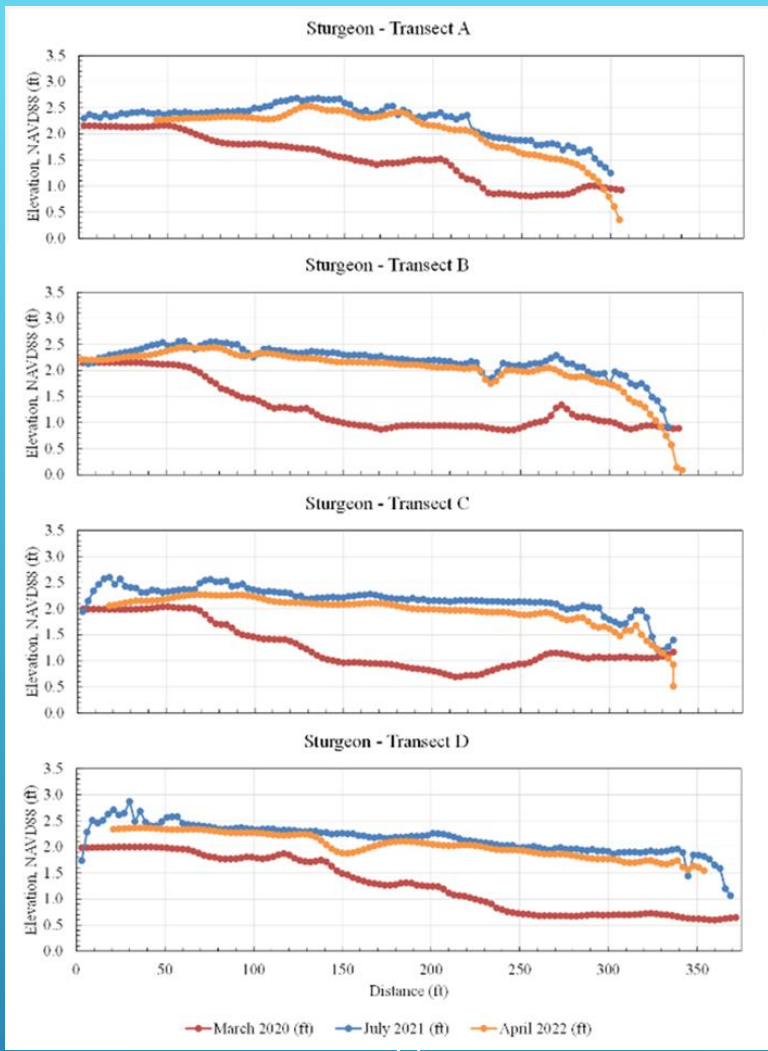 Sturgeon - Transect A
Elevation, NAVD88 (ft)
3.5
3.0
2.5
2.0
1.5
1.0
0.5
0.0
Sturgeon - Transect B
Elevation, NAVD88 (ft)
3.5
3.0
2.5
2.0
1.5
1.0
0.5
0.0
Sturgeon - Transect C
Elevation, NAVD88 (ft)
3.5
3.0
2.5
2.0
1.5
1.0
0.5
0.0
Sturgeon - Transect D
Elevation, NAVD88 (ft)
3.5
3.0
2.5
2.0
1.5
1.0
0.5
0.0
0 50 100 150 200 250 300 350
Distance (ft)
March 2020 (ft) July 2021 (ft) April 2022 (ft)